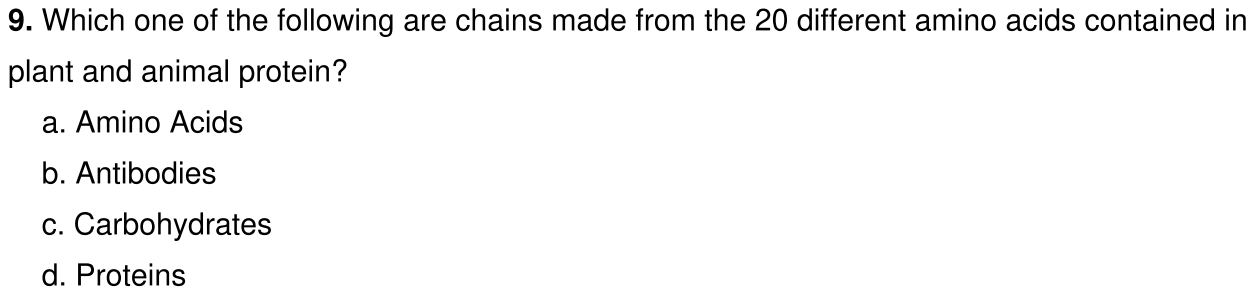 9. Which one of the following are chains made from the 20 different amino acids contained in
plant and animal protein?
a. Amino Acids
b. Antibodies
c. Carbohydrates
d. Proteins